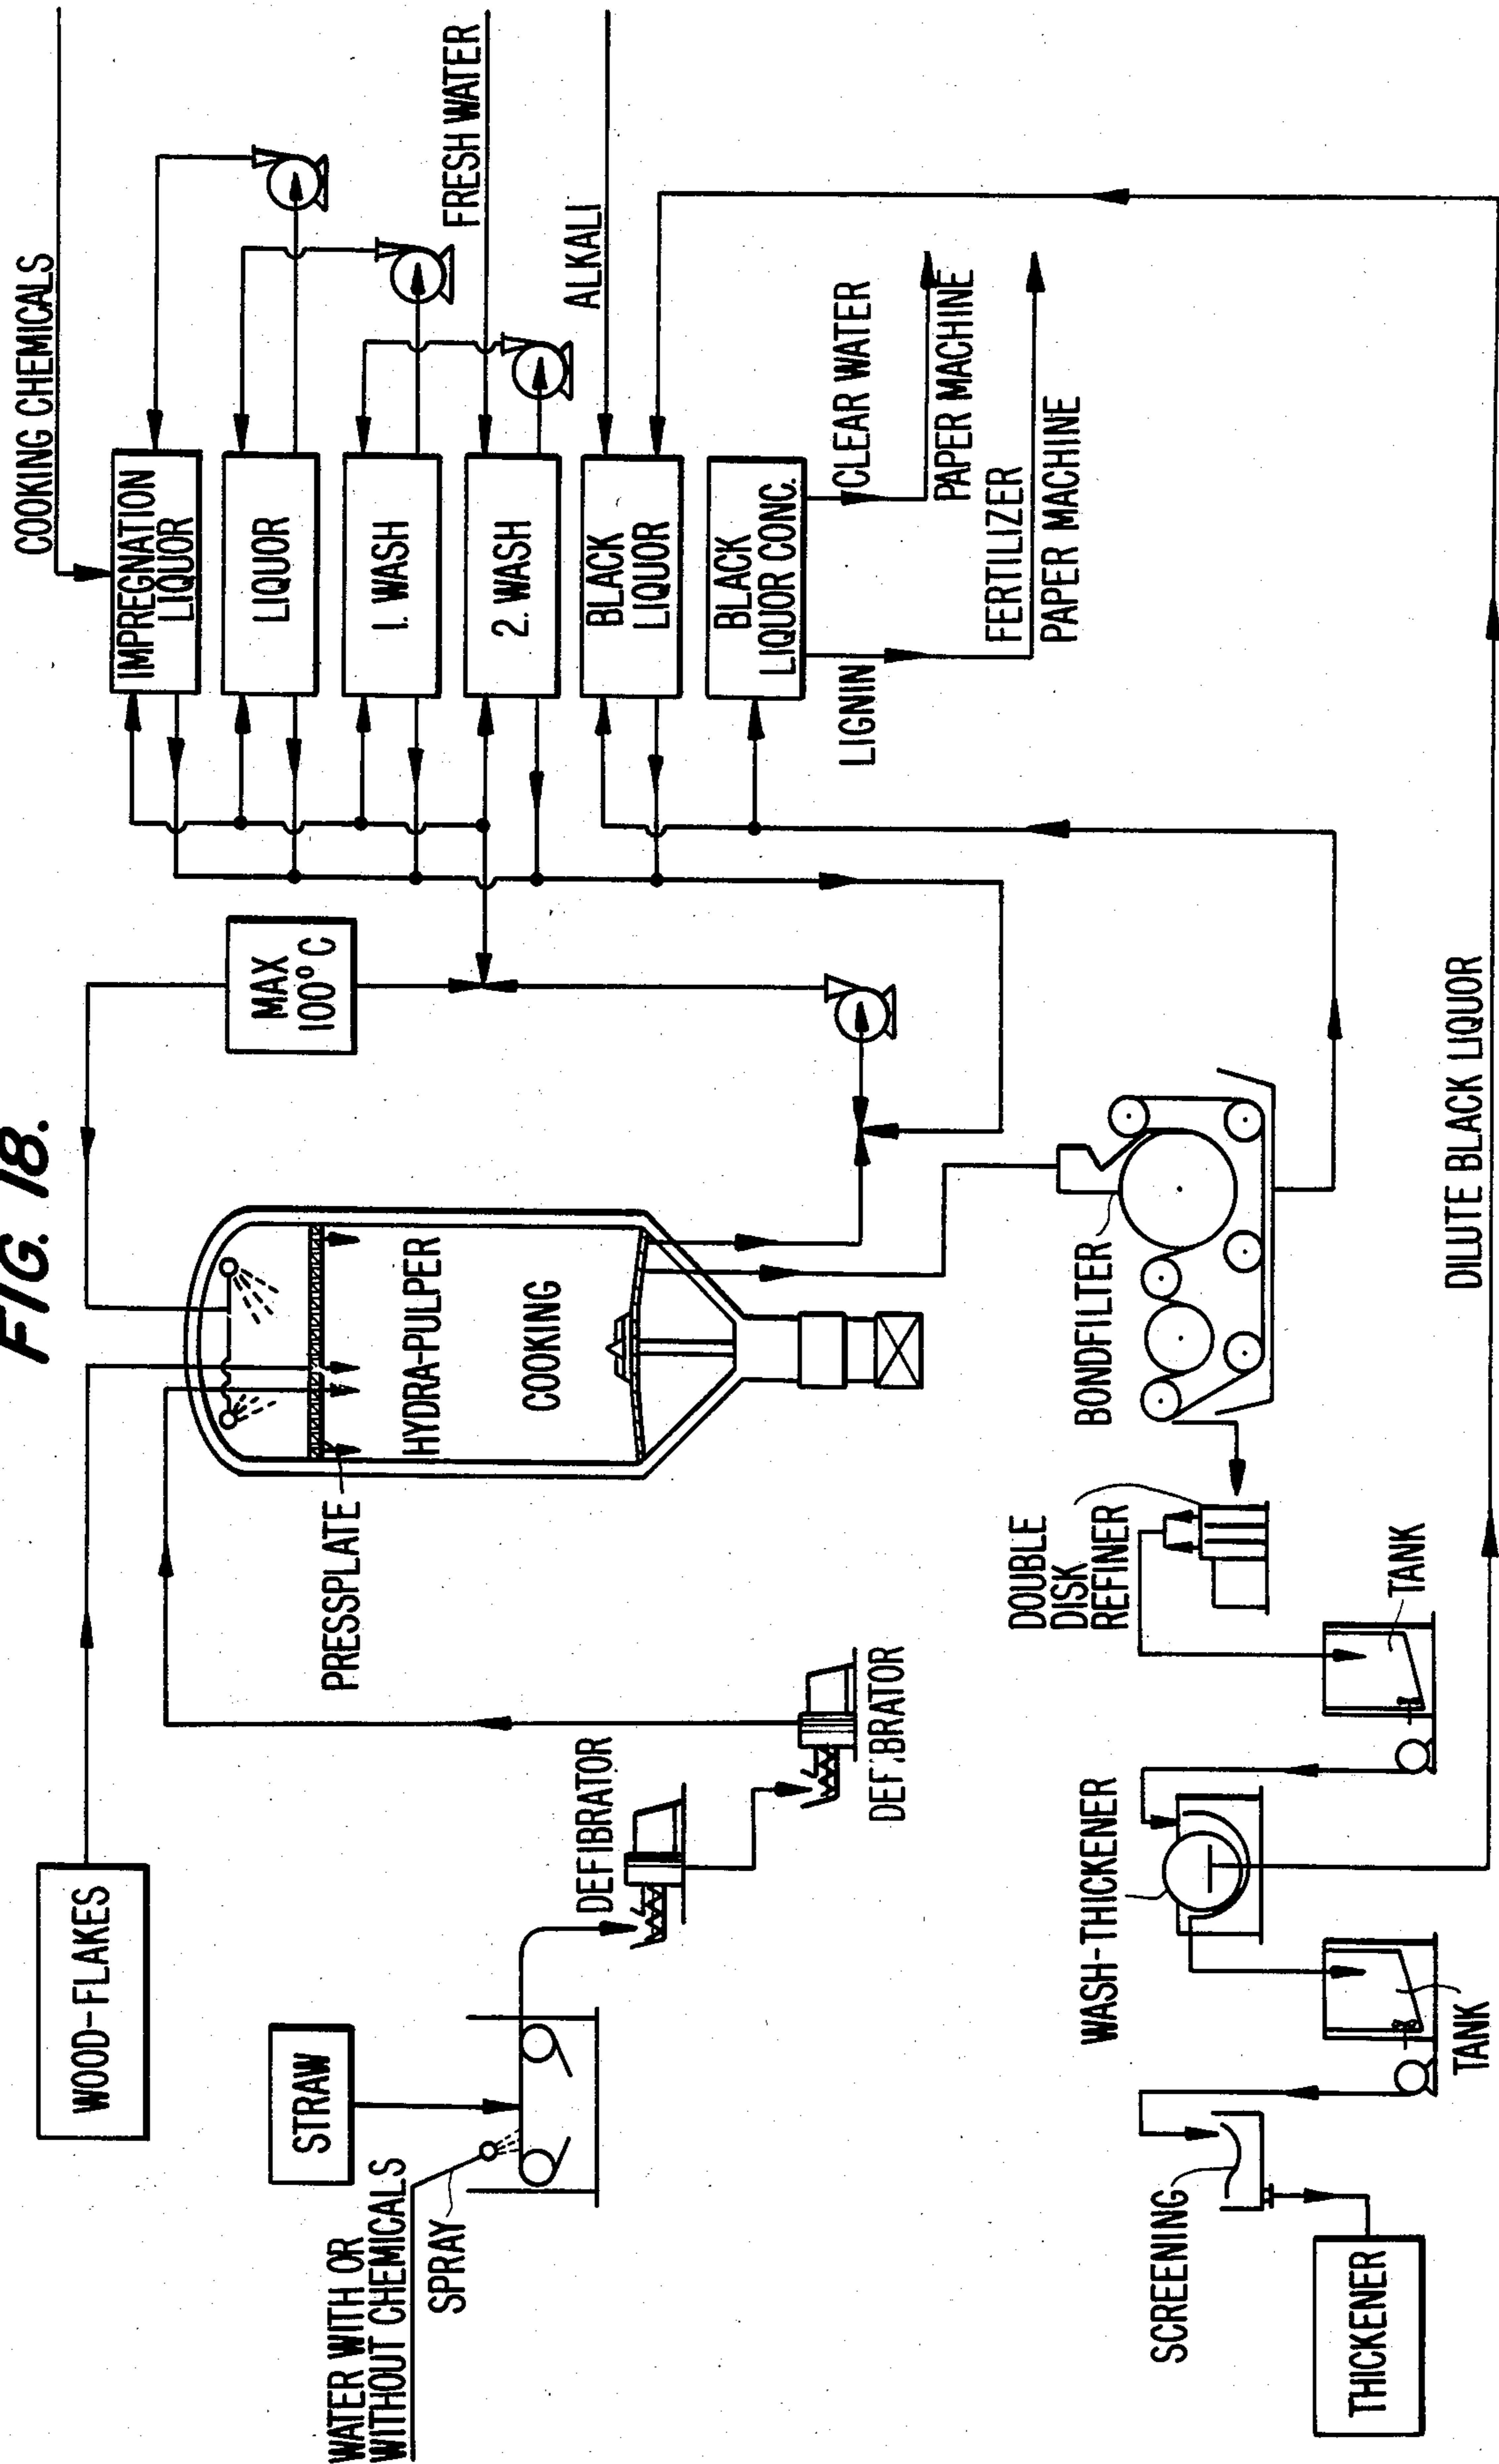 FIG. 18.
WOOD-FLAKES
STRAW
WATER WITH OR
WITHOUT CHEMICALS
SPRAY
DEFIBRATOR
DEFIBRATOR
PRESSPLATE
HYDRA-PULPER
COOKING
MAX
100° C
COOKING CHEMICALS
IMPREGNATION
LIQUOR
LIQUOR
1. WASH
2. WASH
FRESH WATER
ALKALI
BLACK
LIQUOR
BLACK
LIQUOR CONC.
LIGNIN
CLEAR WATER
PAPER MACHINE
FERTILIZER
PAPER MACHINE
BONDFILTER
DOUBLE
DISK
REFINER
TANK
WASH-THICKENER
TANK
SCREENING
THICKENER
DILUTE BLACK LIQUOR